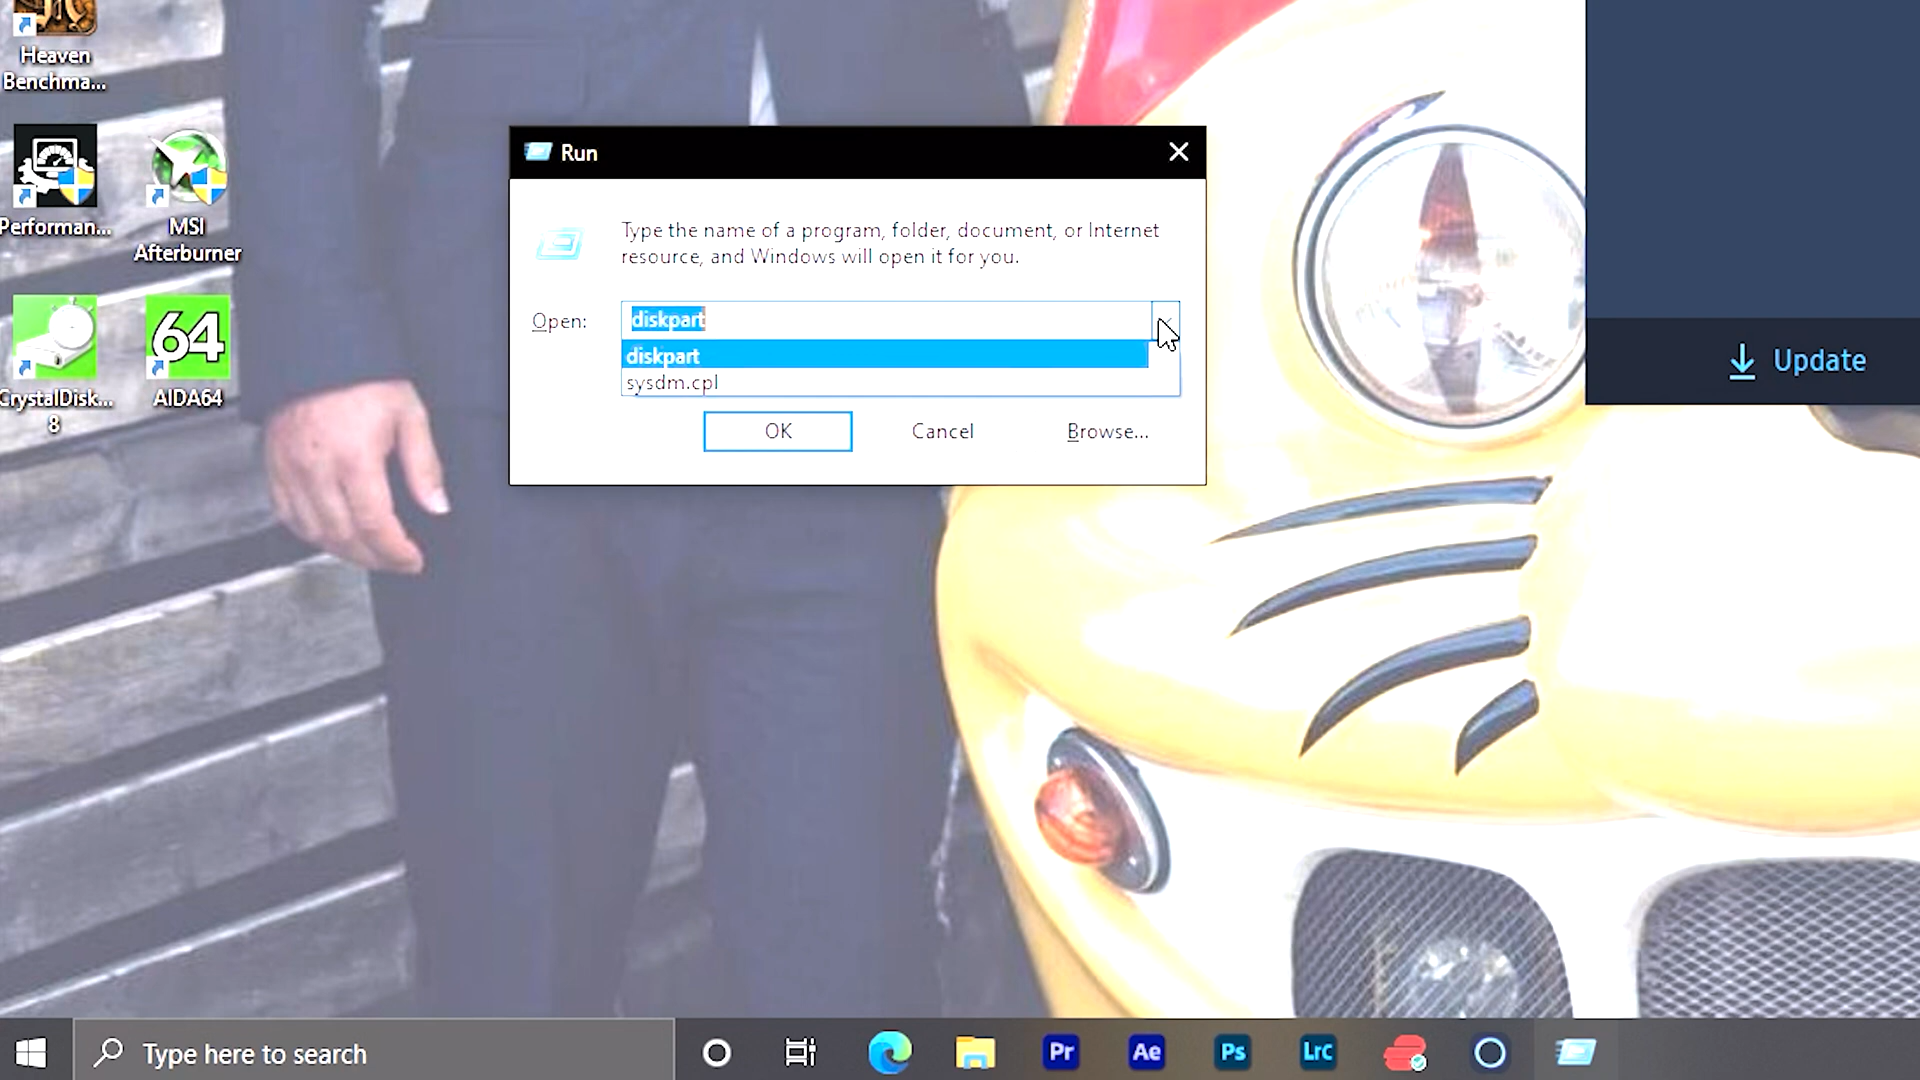 Heaven
Benchma...
Performan...
MSI
Afterburner
CrystalDisk...
8
64
AIDA64
Run
Type the name of a program, folder, document, or Internet
resource, and Windows will open it for you.
Open:
diskpart
diskpart
sysdm.cpl
OK
Cancel
Browse...
Update
Type here to search
Pr
Ae
Ps
LrC